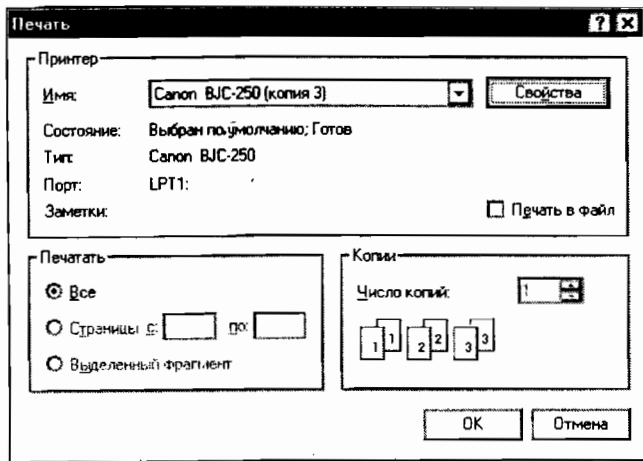 Печать
Принтер
Имя: Canon BJC-250 (копия 3) Свойства
Состояние: Выбран по умолчанию; Готов
Тип: Canon BJC-250
Порт: LPT1:
Заметки: Печать в файл
Печатать
Все
Страницы с: по:
Выделенный фрагмент
Копии
Число копий: 1
1 1 2 2 3 3
OK Отмена